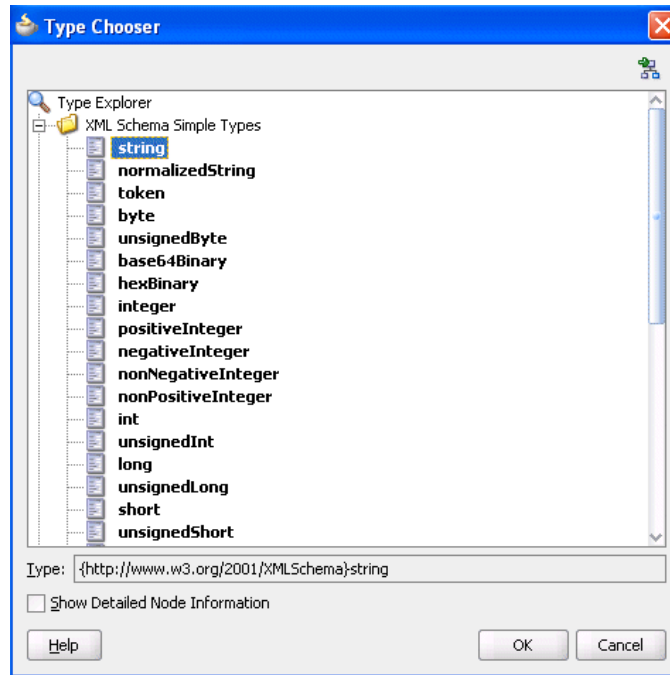 Type Chooser
Type Explorer
XML Schema Simple Types
string
normalizedString
token
byte
unsignedByte
base64Binary
hexBinary
integer
positiveInteger
negativeInteger
nonNegativeInteger
nonPositiveInteger
int
unsignedInt
long
unsignedLong
short
unsignedShort
Type: {http://www.w3.org/2001/XMLSchema}string
Show Detailed Node Information
Help OK Cancel